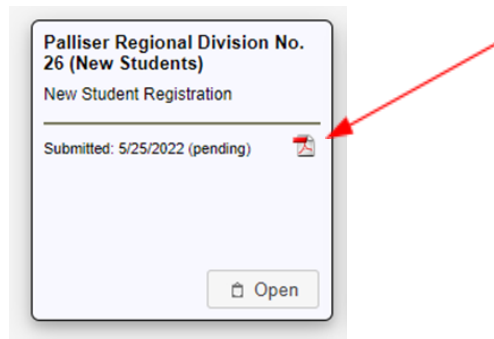 Palliser Regional Division No.
26 (New Students)
New Student Registration
Submitted: 5/25/2022 (pending)
Open